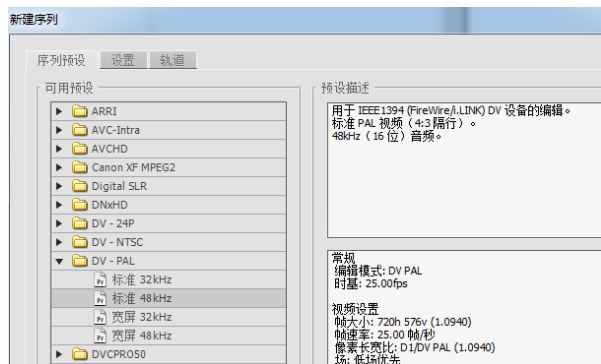 新建序列
序列预设 设置 轨道
可用预设
ARRI
AVC-Intra
AVCHD
Canon XF MPEG2
Digital SLR
DNxHD
DV - 24P
DV - NTSC
DV - PAL
标准 32kHz
标准 48kHz
宽屏 32kHz
宽屏 48kHz
DVCPRO50
预设描述
用于 IEEE1394 (FireWire/i.LINK) DV 设备的编辑。
标准 PAL 视频（4:3 隔行）。
48kHz（16 位）音频。
常规
编辑模式: DV PAL
时基: 25.00fps
视频设置
帧大小: 720h 576v (1.0940)
帧速率: 25.00 帧/秒
像素长宽比: D1/DV PAL (1.0940)
场: 低场优先